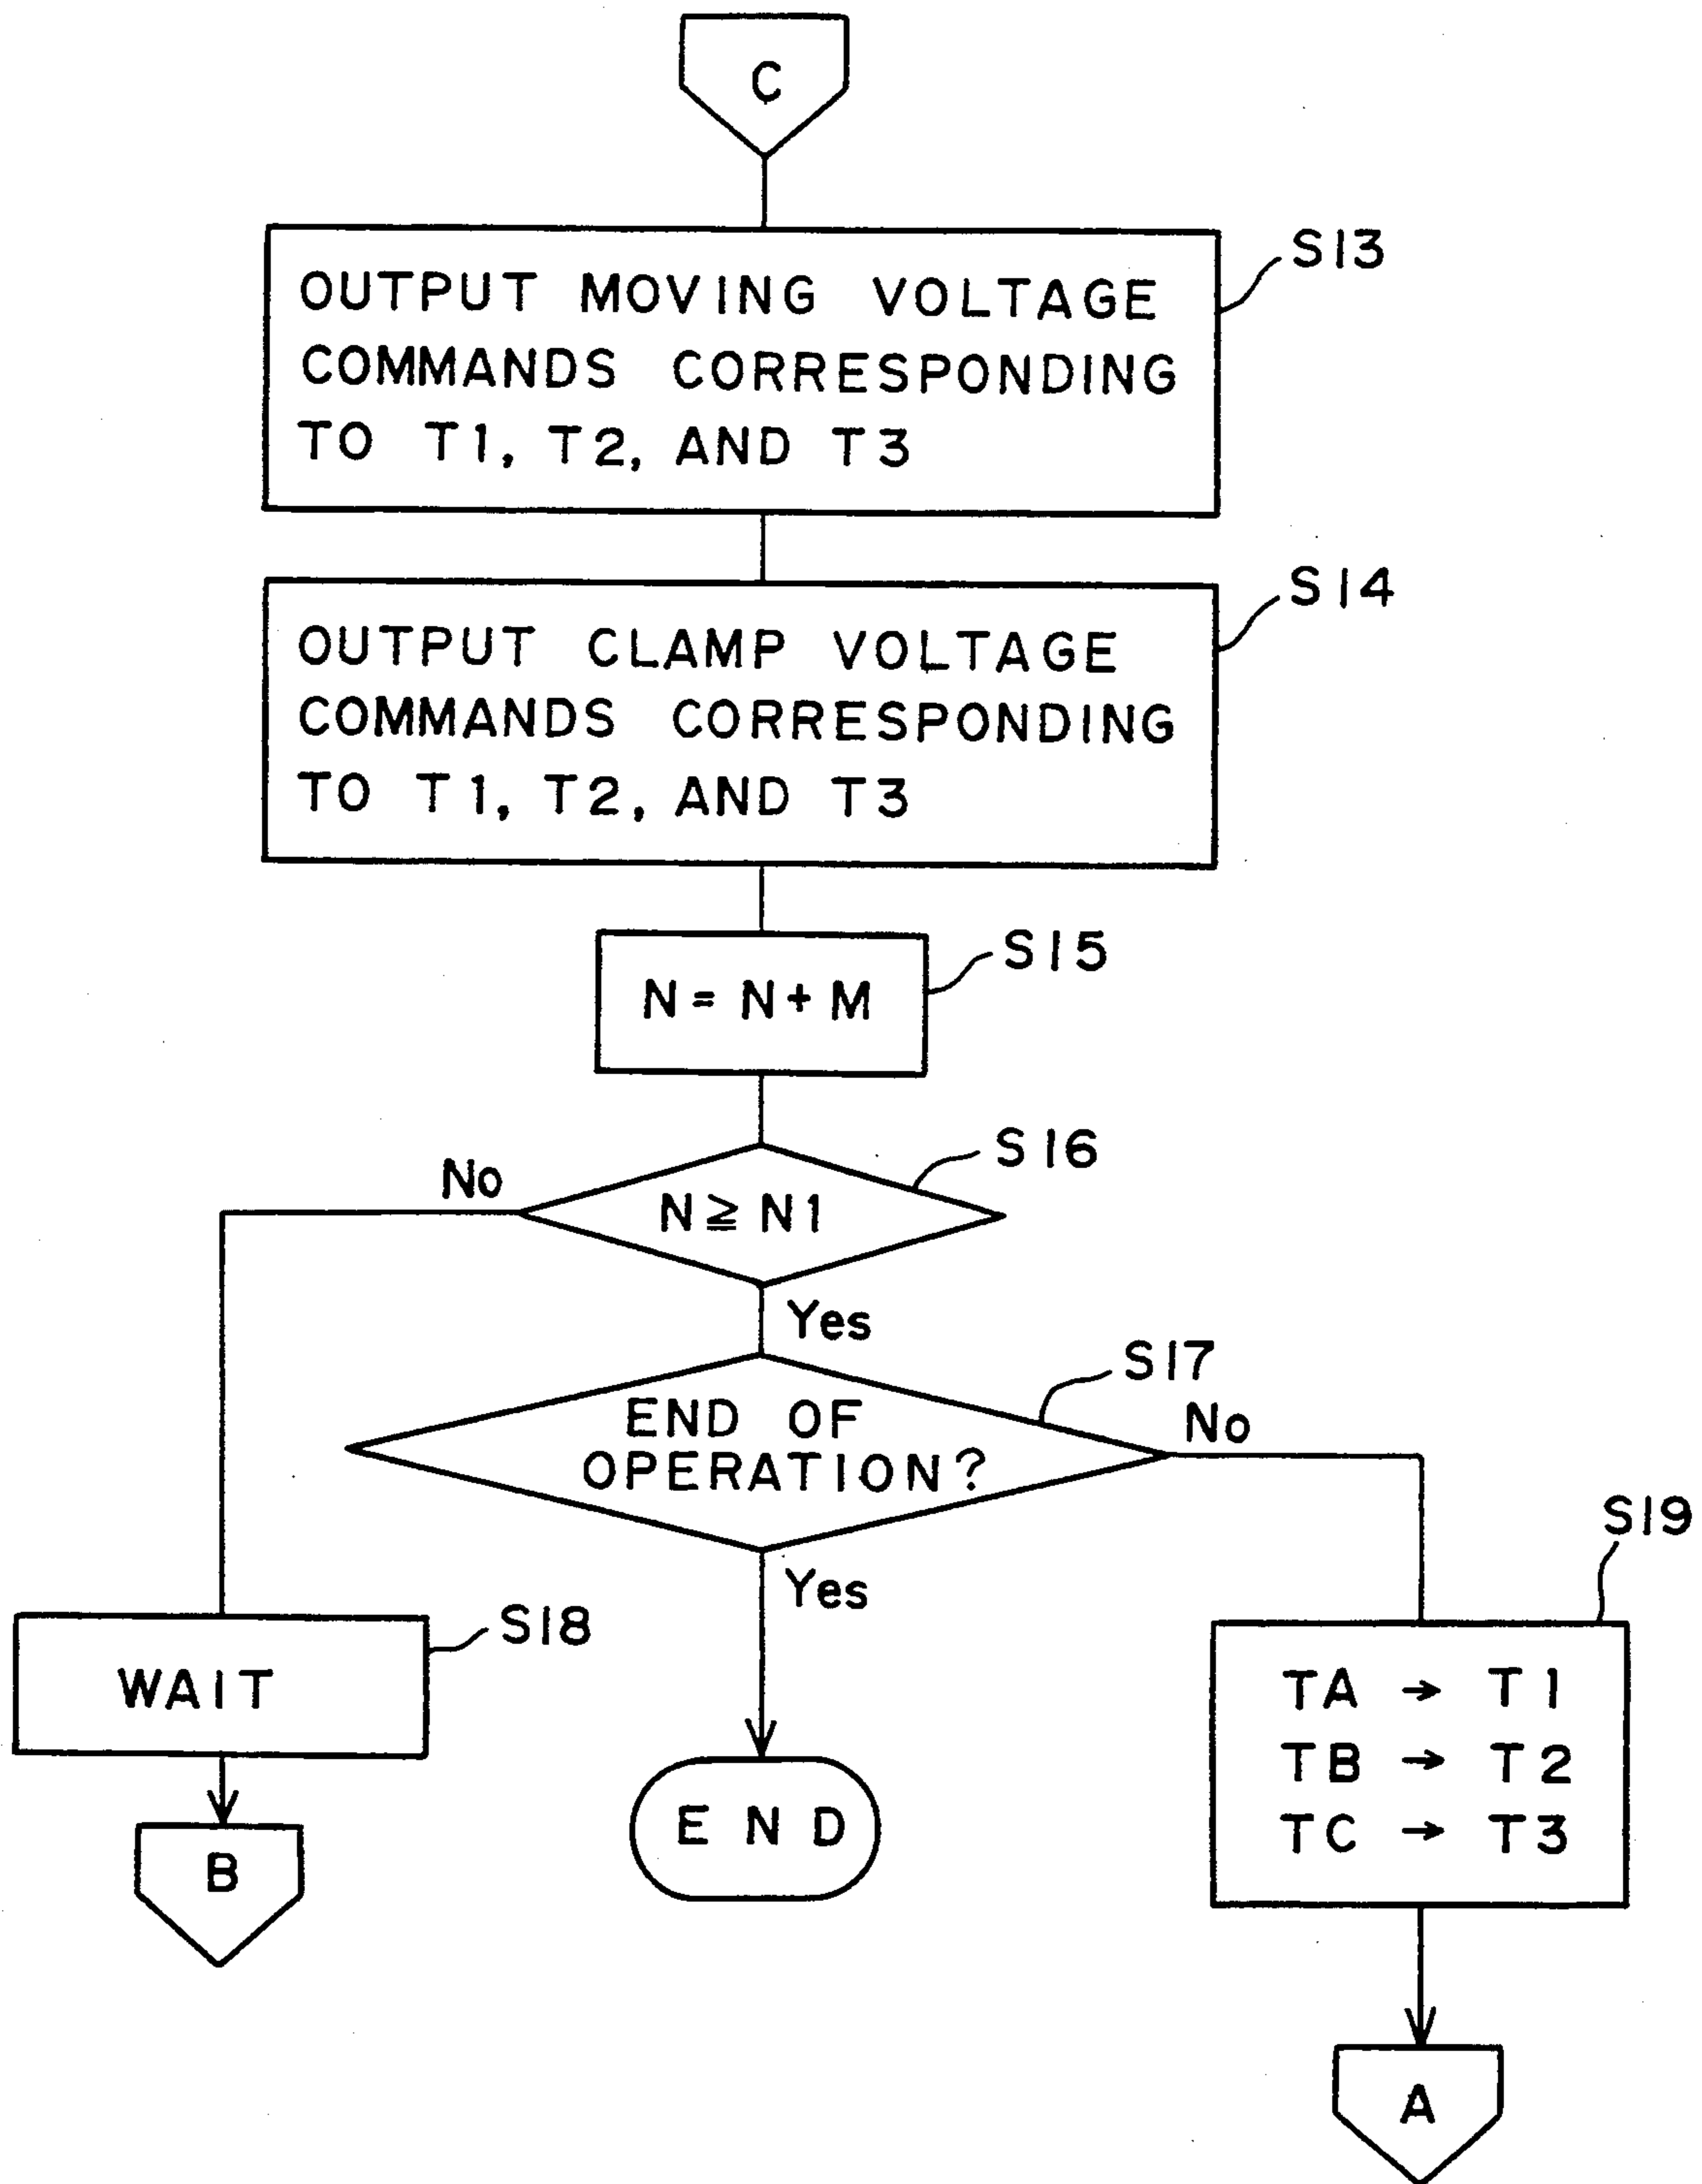 C
S13
OUTPUT MOVING VOLTAGE
COMMANDS CORRESPONDING
TO T1, T2, AND T3
S14
OUTPUT CLAMP VOLTAGE
COMMANDS CORRESPONDING
TO T1, T2, AND T3
S15
N = N + M
S16
No
N ≧ N1
Yes
S17
END OF
OPERATION?
No
Yes
S19
S18
WAIT
TA → T1
TB → T2
TC → T3
END
B
A